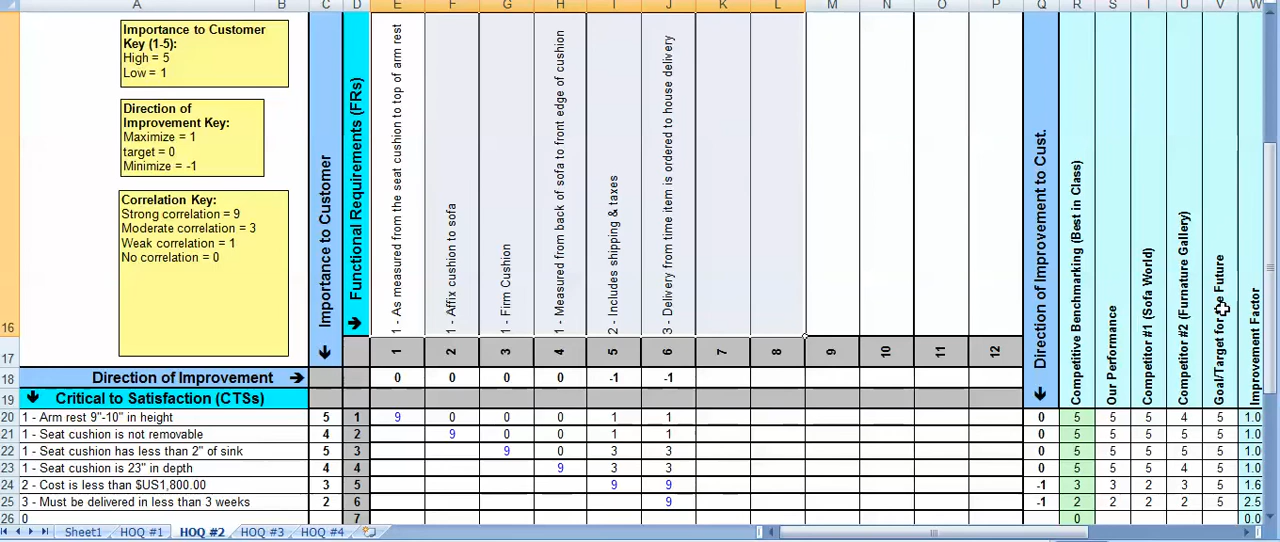 A B C D E F G H I J K L M N O P Q R S T U V W
Importance to Customer
Key (1-5):
High = 5
Low = 1
Direction of
Improvement Key:
Maximize = 1
target = 0
Minimize = -1
Correlation Key:
Strong correlation = 9
Moderate correlation = 3
Weak correlation = 1
No correlation = 0
Importance to Customer
Functional Requirements (FRs)
1 - As measured from the seat cushion to top of arm rest
1 - Affix cushion to sofa
1 - Firm Cushion
1 - Measured from back of sofa to front edge of cushion
2 - Includes shipping & taxes
3 - Delivery from time item is ordered to house delivery
Direction of Improvement to Cust.
Competitive Benchmarking (Best in Class)
Our Performance
Competitor #1 (Sofa World)
Competitor #2 (Furnature Gallery)
Goal/Target for Future
Improvement Factor
16
17 1 2 3 4 5 6 7 8 9 10 11 12
18 Direction of Improvement 0 0 0 0 -1 -1
19 Critical to Satisfaction (CTSs)
20 1 - Arm rest 9"-10" in height 5 1 9 0 0 0 1 1 0 5 5 5 4 5 1.0
21 1 - Seat cushion is not removable 4 2 9 0 0 1 1 0 5 5 5 5 5 1.0
22 1 - Seat cushion has less than 2" of sink 5 3 9 0 3 3 0 5 5 5 5 5 1.0
23 1 - Seat cushion is 23" in depth 4 4 9 3 3 0 5 5 5 4 5 1.0
24 2 - Cost is less than $US1,800.00 3 5 9 9 -1 3 3 2 3 5 1.6
25 3 - Must be delivered in less than 3 weeks 2 6 9 -1 2 2 2 2 5 2.5
26 0 7 0 0.0
Sheet1 HOQ #1 HOQ #2 HOQ #3 HOQ #4